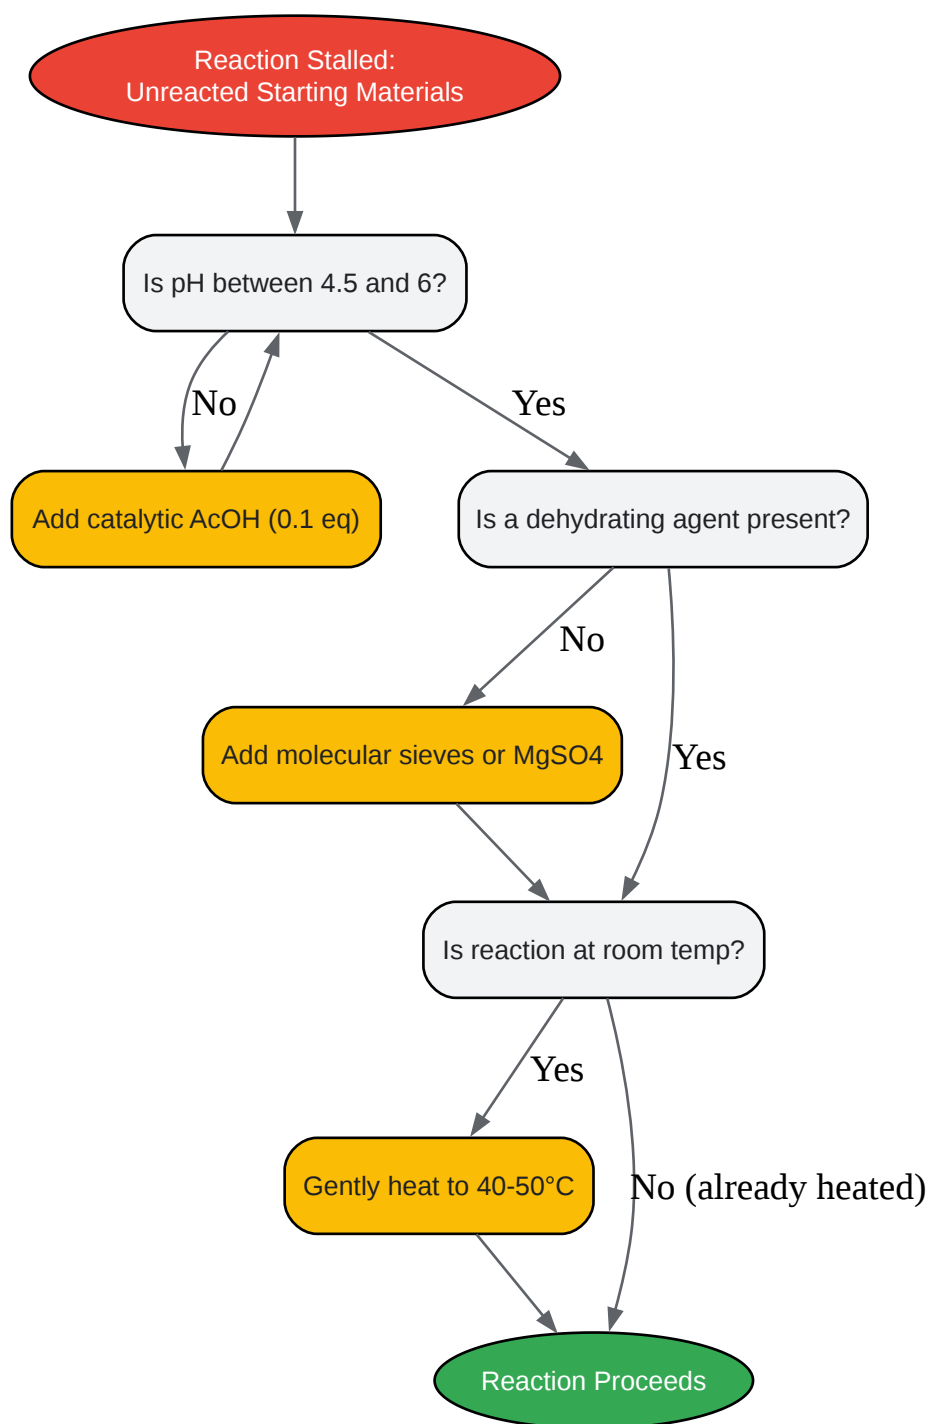 Reaction Stalled:
Unreacted Starting Materials
Is pH between 4.5 and 6?
No
Yes
Add catalytic AcOH (0.1 eq)
Is a dehydrating agent present?
No
Add molecular sieves or MgSO4
Yes
Is reaction at room temp?
Yes
Gently heat to 40-50°C
No (already heated)
Reaction Proceeds